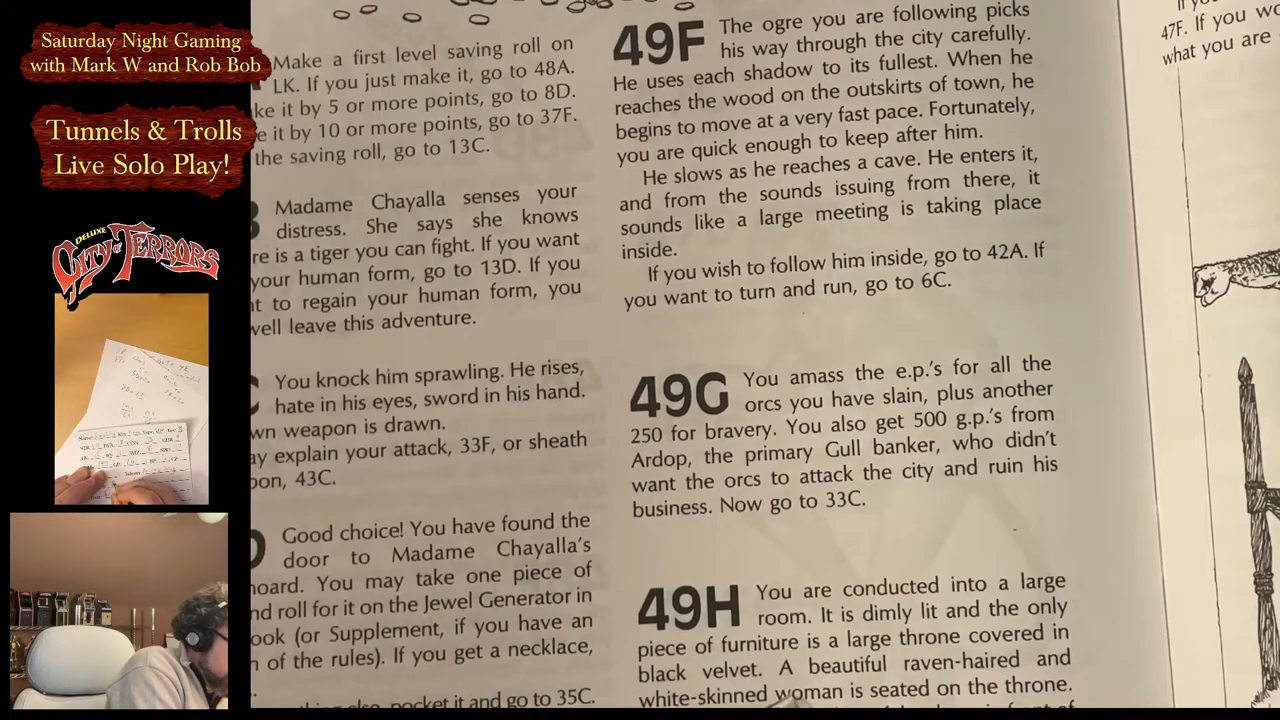 Saturday Night Gaming
with Mark W and Rob Bob
Tunnels & Trolls
Live Solo Play!
DELUXE
CITY OF TERRORS
Make a first level saving roll on
LK. If you just make it, go to 48A.
ke it by 5 or more points, go to 8D.
e it by 10 or more points, go to 37F.
the saving roll, go to 13C.
Madame Chayalla senses your
distress. She says she knows
re is a tiger you can fight. If you want
your human form, go to 13D. If you
nt to regain your human form, you
well leave this adventure.
You knock him sprawling. He rises,
hate in his eyes, sword in his hand.
wn weapon is drawn.
ay explain your attack, 33F, or sheath
pon, 43C.
Good choice! You have found the
door to Madame Chayalla's
hoard. You may take one piece of
nd roll for it on the Jewel Generator in
ook (or Supplement, if you have an
n of the rules). If you get a necklace,
else, pocket it and go to 35C.
49F The ogre you are following picks
his way through the city carefully.
He uses each shadow to its fullest. When he
reaches the wood on the outskirts of town, he
begins to move at a very fast pace. Fortunately,
you are quick enough to keep after him.
He slows as he reaches a cave. He enters it,
and from the sounds issuing from there, it
sounds like a large meeting is taking place
inside.
If you wish to follow him inside, go to 42A. If
you want to turn and run, go to 6C.
49G You amass the e.p.'s for all the
orcs you have slain, plus another
250 for bravery. You also get 500 g.p.'s from
Ardop, the primary Gull banker, who didn't
want the orcs to attack the city and ruin his
business. Now go to 33C.
49H You are conducted into a large
room. It is dimly lit and the only
piece of furniture is a large throne covered in
black velvet. A beautiful raven-haired and
white-skinned woman is seated on the throne.
47F. If you wo
what you are